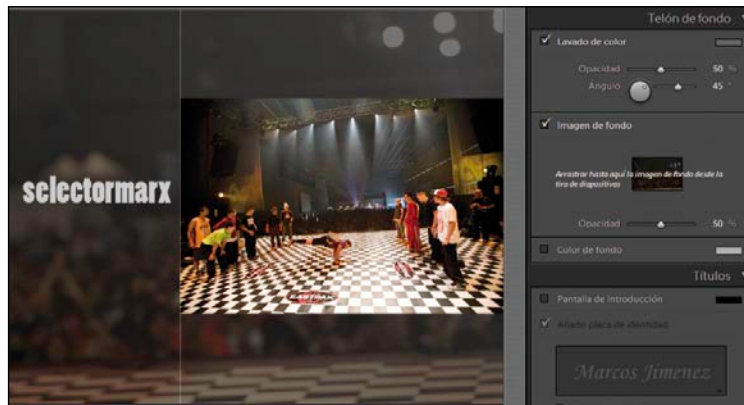 selectormarx
EASTPAK
Telón de fondo
Lavado de color
Opacidad 50 %
Ángulo 45 °
Imagen de fondo
Arrastrar hasta aquí la imagen de fondo desde la
tira de diapositivas
Opacidad 50 %
Color de fondo
Títulos
Pantalla de introducción
Añadir placa de identidad
Marcos Jimenez